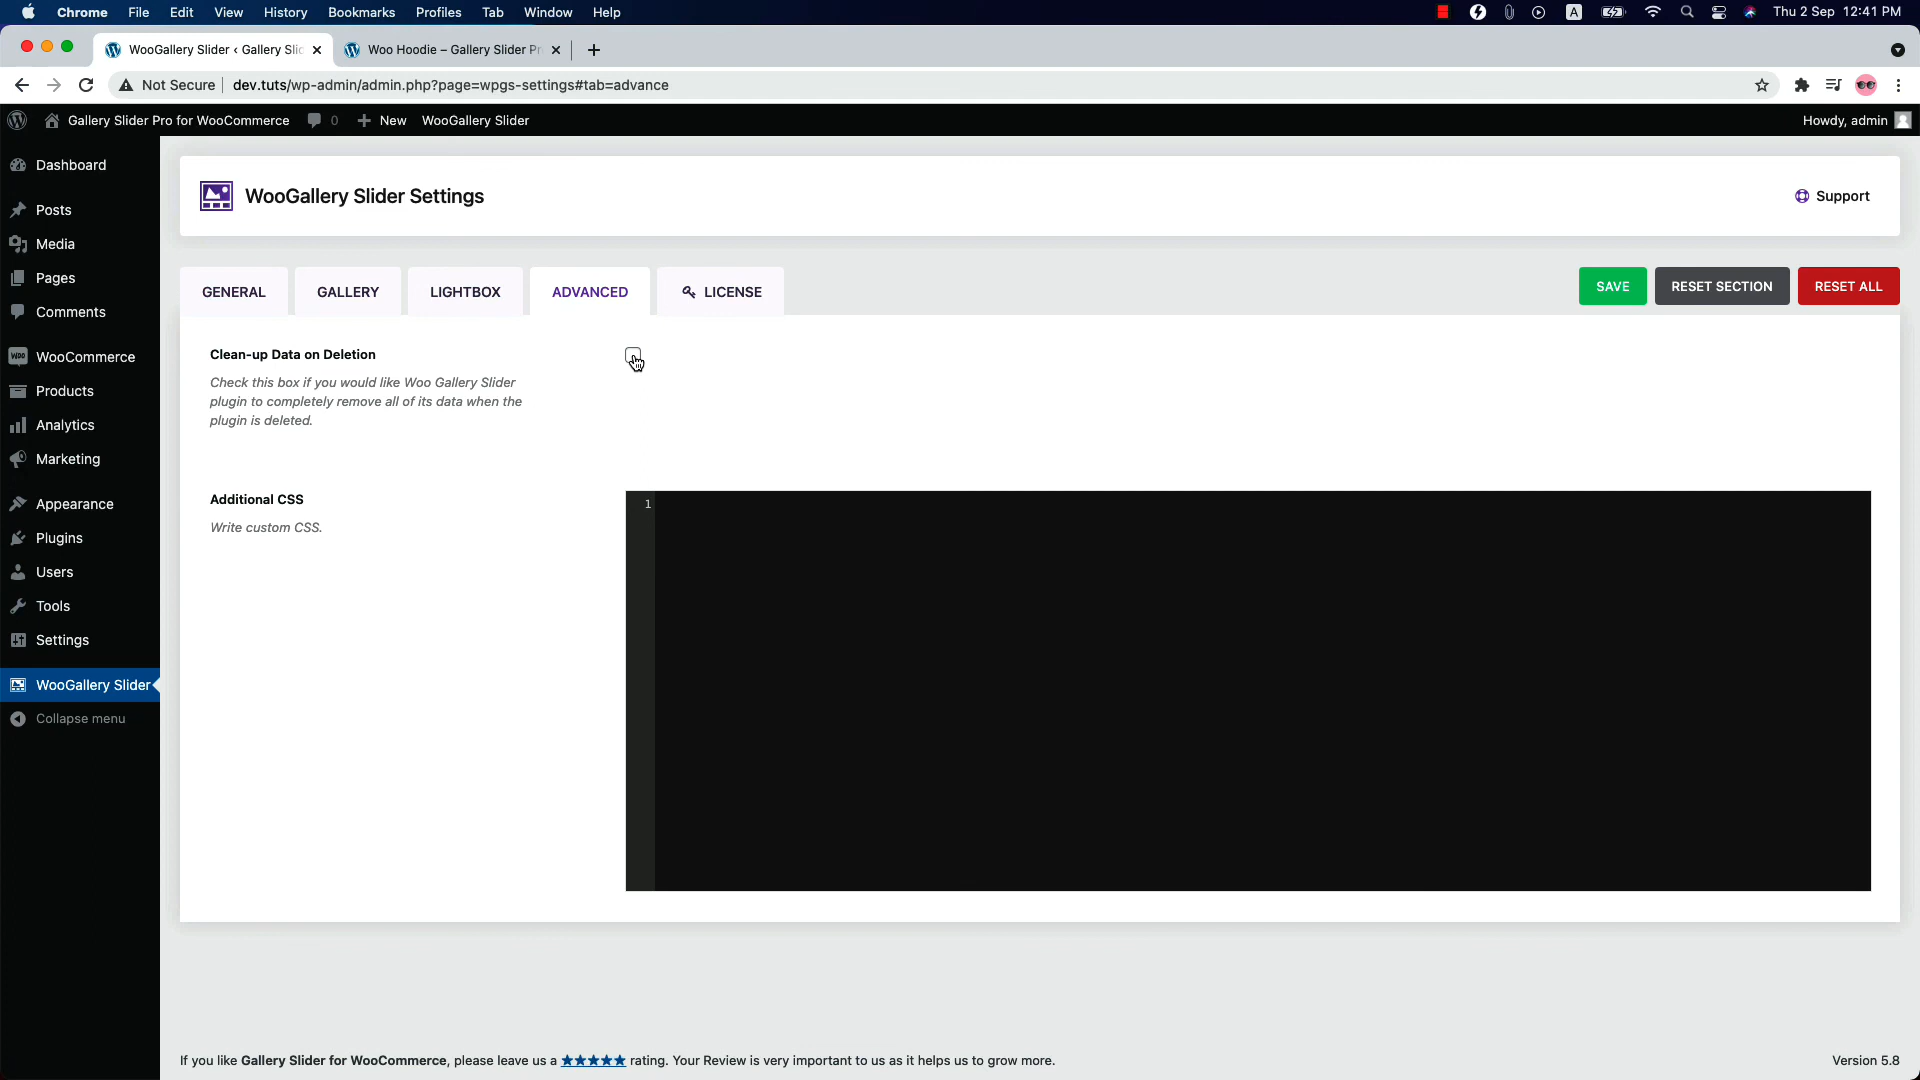 Chrome File Edit View History Bookmarks Profiles Tab Window Help A Thu 2 Sep 12:41 PM
WooGallery Slider ‹ Gallery Slid Woo Hoodie – Gallery Slider Pr
Not Secure dev.tuts/wp-admin/admin.php?page=wpgs-settings#tab=advance
Gallery Slider Pro for WooCommerce 0 New WooGallery Slider Howdy, admin
Dashboard
Posts
Media
Pages
Comments
WooCommerce
Products
Analytics
Marketing
Appearance
Plugins
Users
Tools
Settings
WooGallery Slider
Collapse menu
WooGallery Slider Settings
Support
GENERAL GALLERY LIGHTBOX ADVANCED LICENSE
SAVE RESET SECTION RESET ALL
Clean-up Data on Deletion
Check this box if you would like Woo Gallery Slider
plugin to completely remove all of its data when the
plugin is deleted.
Additional CSS
Write custom CSS.
1
If you like Gallery Slider for WooCommerce, please leave us a ★★★★★ rating. Your Review is very important to us as it helps us to grow more.
Version 5.8